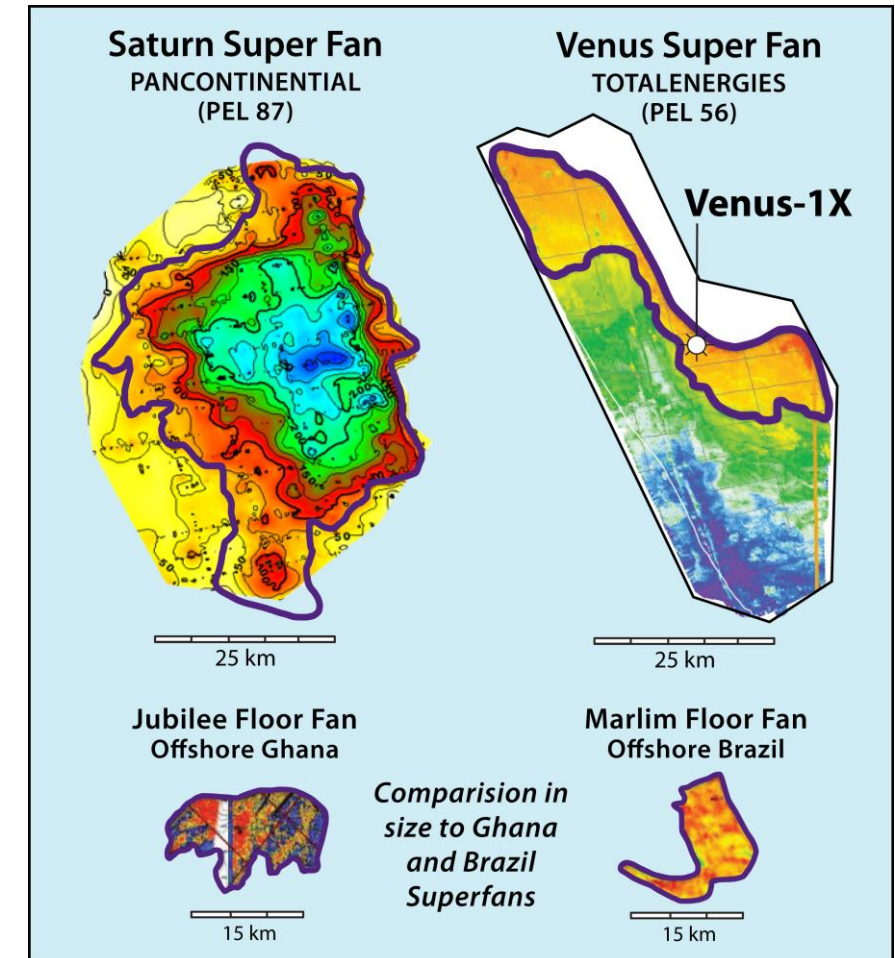 Saturn Super Fan
PANCONTINENTIAL
(PEL 87)
Venus Super Fan
TOTALENERGIES
(PEL 56)
Venus-1X
25 km
25 km
Jubilee Floor Fan
Offshore Ghana
Marlim Floor Fan
Offshore Brazil
Comparision in
size to Ghana
and Brazil
Superfans
15 km
15 km